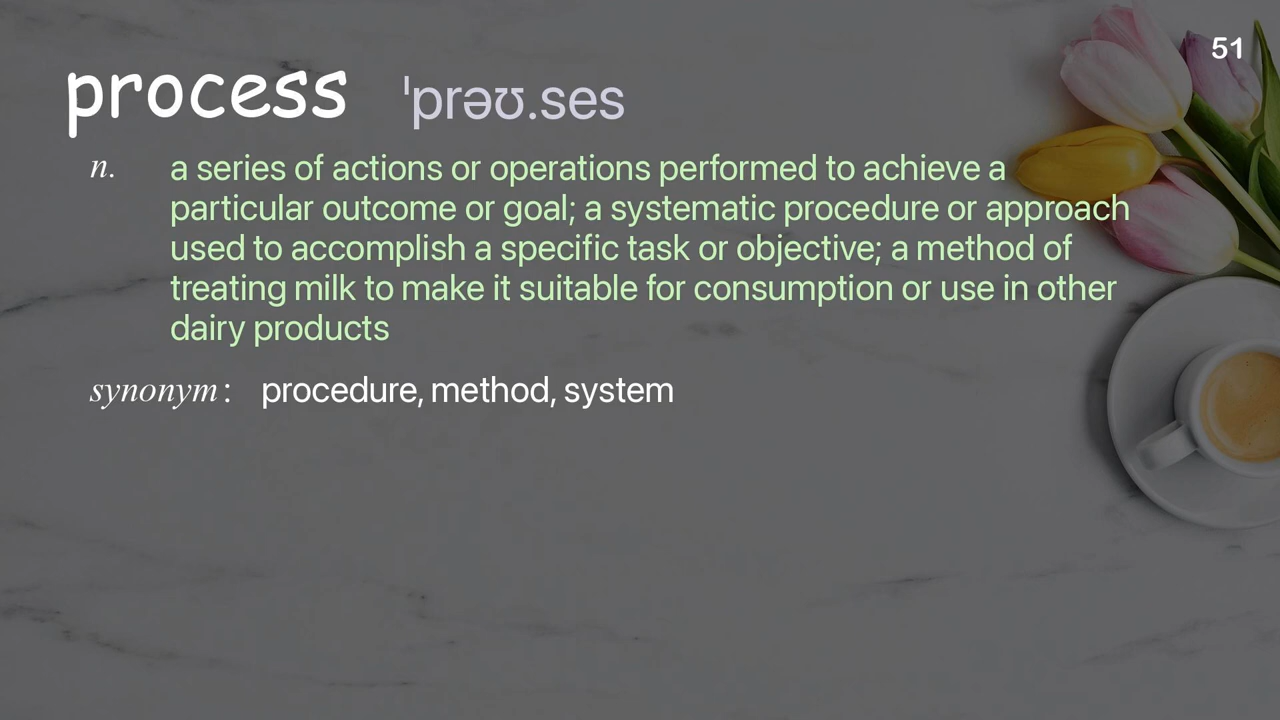 51
process ˈprəʊ.ses
n. a series of actions or operations performed to achieve a
particular outcome or goal; a systematic procedure or approach
used to accomplish a specific task or objective; a method of
treating milk to make it suitable for consumption or use in other
dairy products
synonym: procedure, method, system